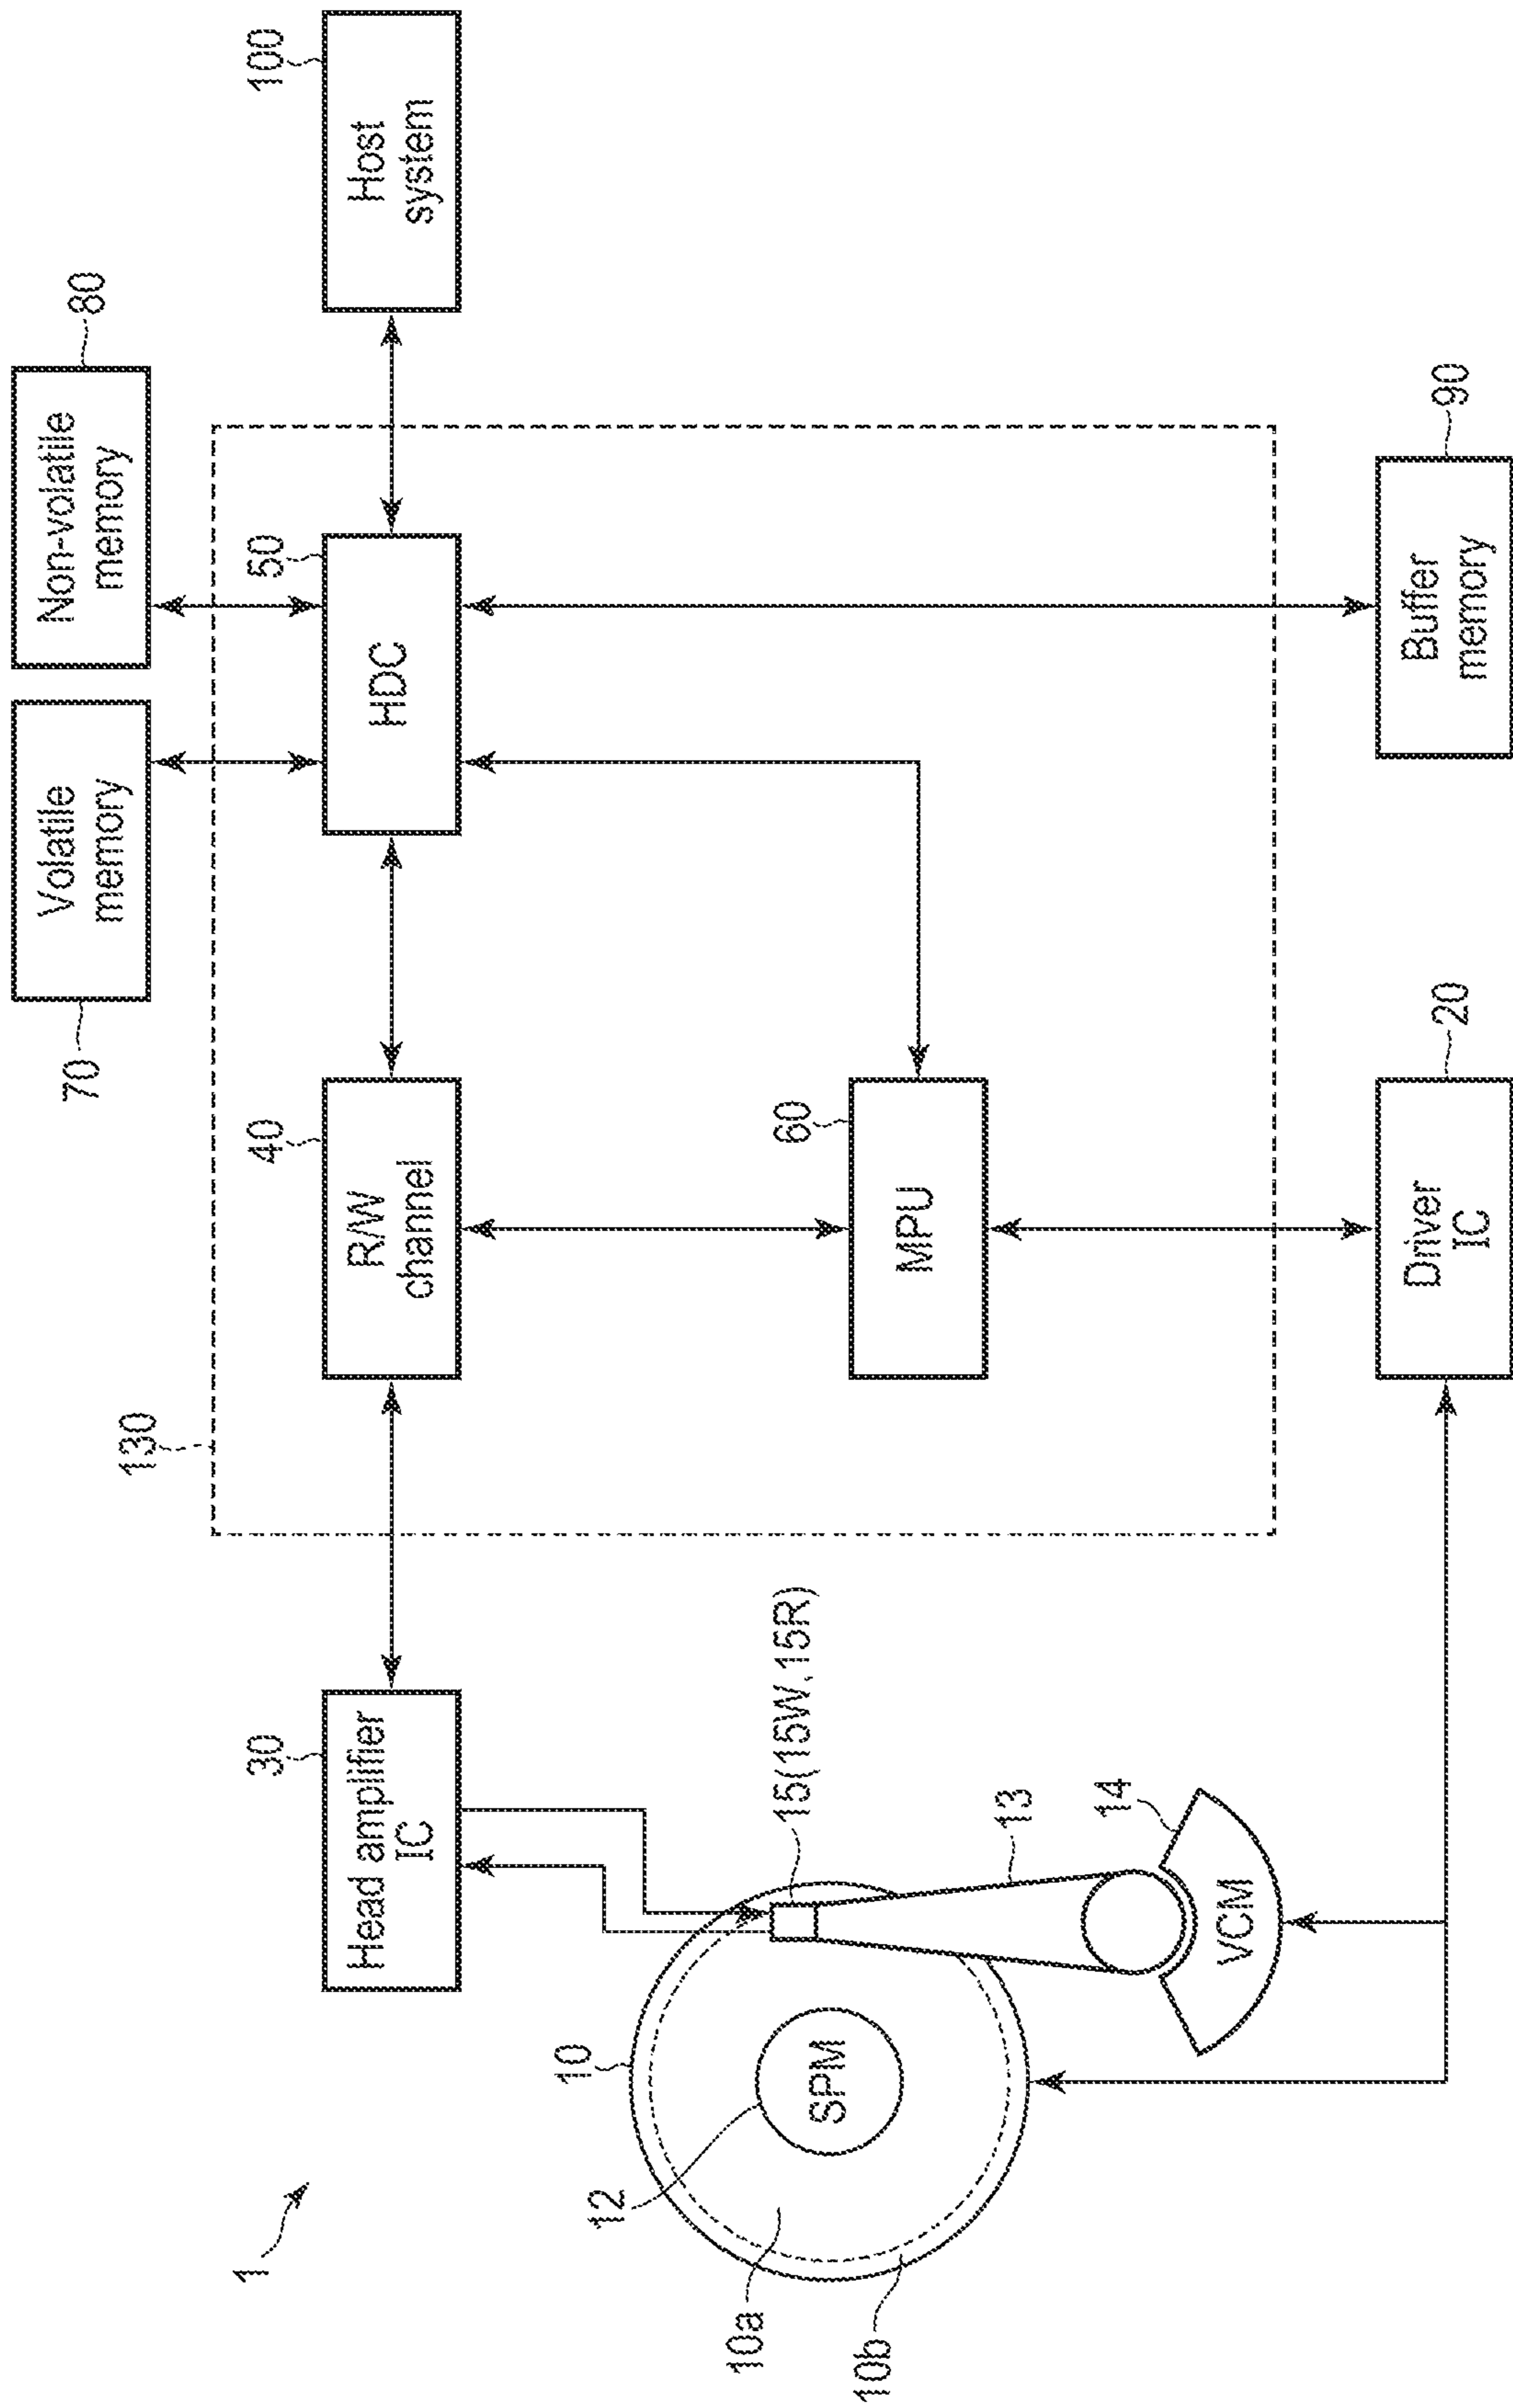 1
10
12
SPM
10a
10b
30
Head amplifier
IC
15(15W,15R)
13
14
VCM
130
40
R/W
channel
50
HDC
60
MPU
70
Volatile
memory
80
Non-volatile
memory
100
Host
system
20
Driver
IC
90
Buffer
memory